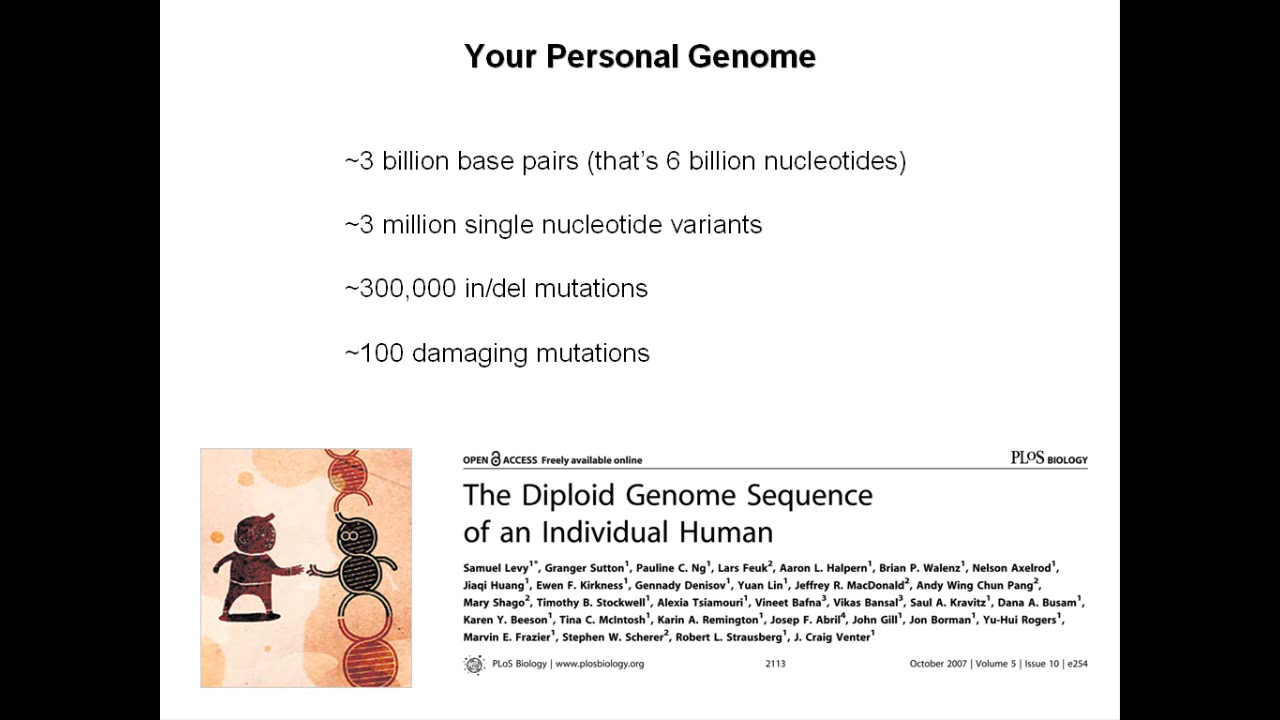 Your Personal Genome
~3 billion base pairs (that's 6 billion nucleotides)
~3 million single nucleotide variants
~300,000 in/del mutations
~100 damaging mutations
OPEN ACCESS Freely available online
PLoS BIOLOGY
The Diploid Genome Sequence
of an Individual Human
Samuel Levy1*, Granger Sutton1, Pauline C. Ng1, Lars Feuk2, Aaron L. Halpern1, Brian P. Walenz1, Nelson Axelrod1,
Jiaqi Huang1, Ewen F. Kirkness1, Gennady Denisov1, Yuan Lin1, Jeffrey R. MacDonald2, Andy Wing Chun Pang2,
Mary Shago2, Timothy B. Stockwell1, Alexia Tsiamouri1, Vineet Bafna3, Vikas Bansal3, Saul A. Kravitz1, Dana A. Busam1,
Karen Y. Beeson1, Tina C. McIntosh1, Karin A. Remington1, Josep F. Abril4, John Gill1, Jon Borman1, Yu-Hui Rogers1,
Marvin E. Frazier1, Stephen W. Scherer2, Robert L. Strausberg1, J. Craig Venter1
PLoS Biology | www.plosbiology.org
2113
October 2007 | Volume 5 | Issue 10 | e254